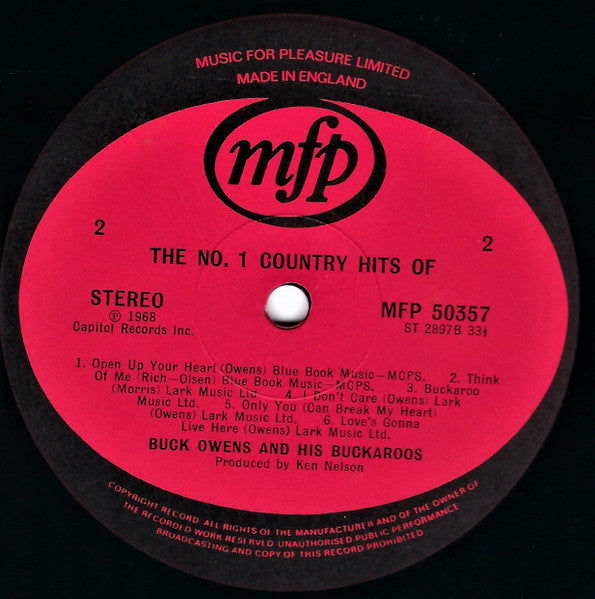 MUSIC FOR PLEASURE LIMITED
MADE IN ENGLAND
mfp
2
2
THE NO. 1 COUNTRY HITS OF
STEREO
℗ 1968
Capitol Records Inc.
MFP 50357
ST 2897B 33⅓
1. Open Up Your Heart (Owens) Blue Book Music—MCPS. 2. Think
Of Me (Rich—Olsen) Blue Book Music—MCPS. 3. Buckaroo
(Morris) Lark Music Ltd. 4. I Don't Care (Owens) Lark
Music Ltd. 5. Only You (Can Break My Heart)
(Owens) Lark Music Ltd. 6. Love's Gonna
Live Here (Owens) Lark Music Ltd.
BUCK OWENS AND HIS BUCKAROOS
Produced by Ken Nelson
COPYRIGHT RECORD ALL RIGHTS OF THE MANUFACTURER AND OF THE OWNER OF
THE RECORDED WORK RESERVED UNAUTHORISED PUBLIC PERFORMANCE
BROADCASTING AND COPY OF THIS RECORD PROHIBITED